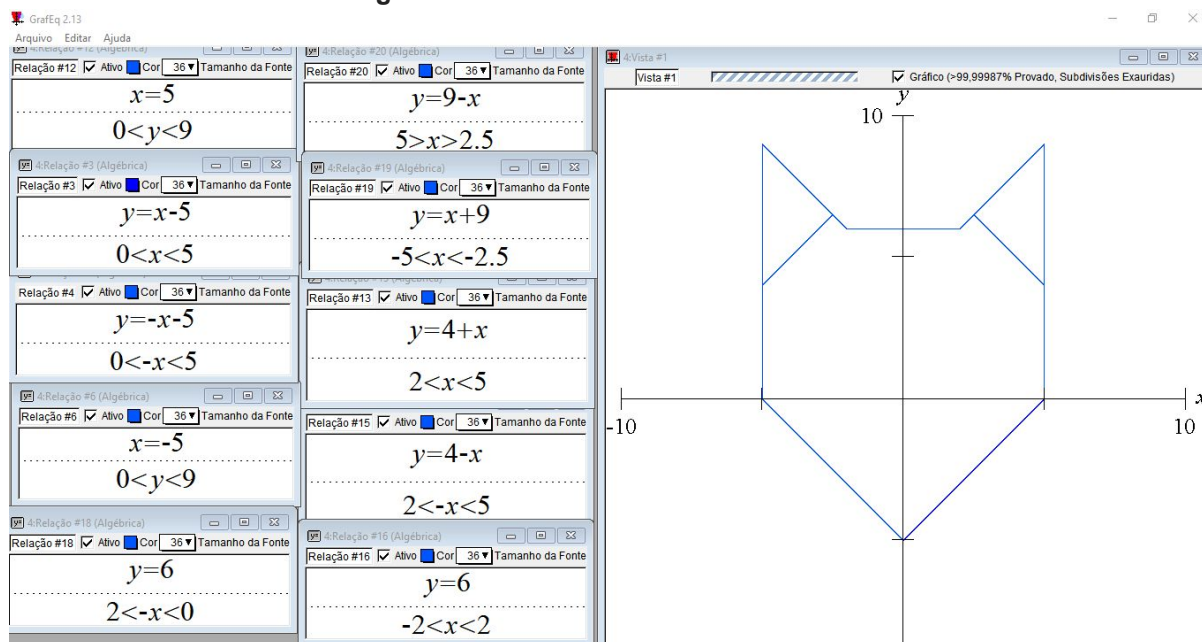 GrafEq 2.13
Arquivo Editar Ajuda
4:Relação #12 (Algébrica)
Relação #12 Ativo Cor 36 Tamanho da Fonte
x=5
0<y<9
4:Relação #3 (Algébrica)
Relação #3 Ativo Cor 36 Tamanho da Fonte
y=x-5
0<x<5
Relação #4 Ativo Cor 36 Tamanho da Fonte
y=-x-5
0<-x<5
4:Relação #6 (Algébrica)
Relação #6 Ativo Cor 36 Tamanho da Fonte
x=-5
0<y<9
4:Relação #18 (Algébrica)
Relação #18 Ativo Cor 36 Tamanho da Fonte
y=6
2<-x<0
4:Relação #20 (Algébrica)
Relação #20 Ativo Cor 36 Tamanho da Fonte
y=9-x
5>x>2.5
4:Relação #19 (Algébrica)
Relação #19 Ativo Cor 36 Tamanho da Fonte
y=x+9
-5<x<-2.5
Relação #13 Ativo Cor 36 Tamanho da Fonte
y=4+x
2<x<5
Relação #15 Ativo Cor 36 Tamanho da Fonte
y=4-x
2<-x<5
4:Relação #16 (Algébrica)
Relação #16 Ativo Cor 36 Tamanho da Fonte
y=6
-2<x<2
4:Vista #1
Vista #1 Gráfico (>99,99987% Provado, Subdivisões Exauridas)
y
10
x
-10
10